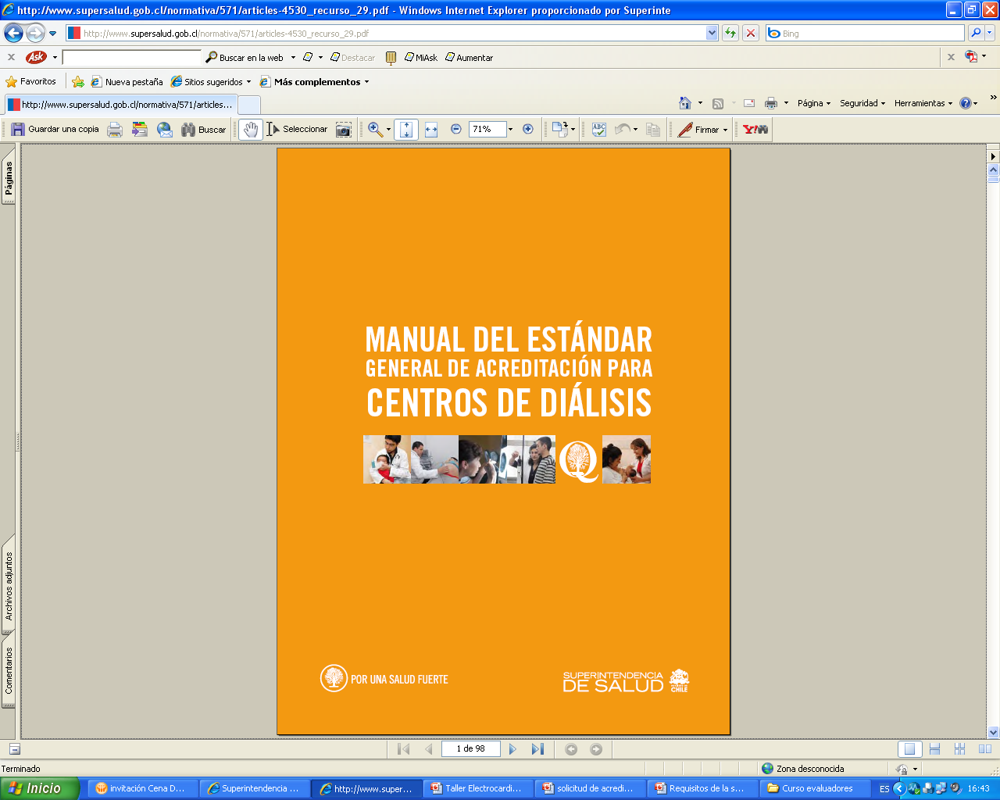 http://www.supersalud.gob.cl/normativa/571/articles-4530_recurso_29.pdf - Windows Internet Explorer proporcionado por Superinte
http://www.supersalud.gob.cl/normativa/571/articles-4530_recurso_29.pdf
Bing
Ask
Buscar en la web
Destacar
MiAsk
Aumentar
Favoritos
Nueva pestaña
Sitios sugeridos
Más complementos
http://www.supersalud.gob.cl/normativa/571/articles...
Página
Seguridad
Herramientas
Guardar una copia
Buscar
Seleccionar
71%
ABC
Firmar
Y!
Páginas
MANUAL DEL ESTÁNDAR
GENERAL DE ACREDITACIÓN PARA
CENTROS DE DIÁLISIS
Q
Archivos adjuntos
Comentarios
POR UNA SALUD FUERTE
SUPERINTENDENCIA
DE SALUD
CHILE
1 de 98
Terminado
Zona desconocida
Inicio
invitación Cena D...
Superintendencia ...
http://www.super...
Taller Electrocardi...
solicitud de acredi...
Requisitos de la s...
Curso evaluadores
ES
16:43